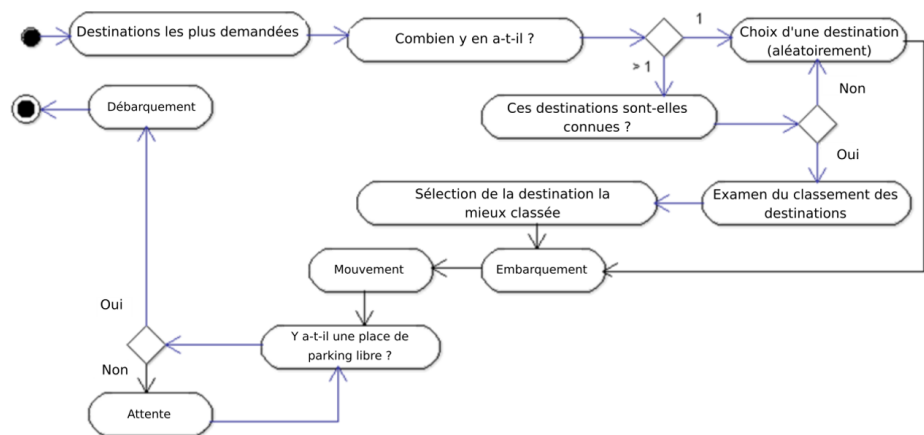 Destinations les plus demandées
Combien y en a-t-il ?
1
Choix d'une destination
(aléatoirement)
> 1
Ces destinations sont-elles
connues ?
Non
Oui
Débarquement
Examen du classement des
destinations
Sélection de la destination la
mieux classée
Embarquement
Mouvement
Y a-t-il une place de
parking libre ?
Oui
Non
Attente